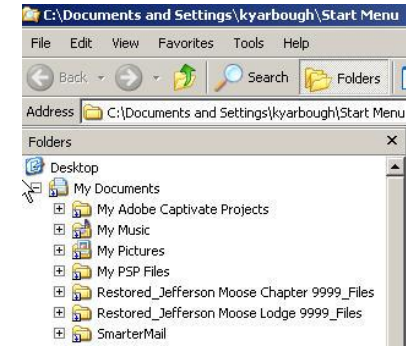 C:\Documents and Settings\kyarbough\Start Menu
File Edit View Favorites Tools Help
Back Search Folders
Address C:\Documents and Settings\kyarbough\Start Menu
Folders x
Desktop
My Documents
My Adobe Captivate Projects
My Music
My Pictures
My PSP Files
Restored_Jefferson Moose Chapter 9999_Files
Restored_Jefferson Moose Lodge 9999_Files
SmarterMail